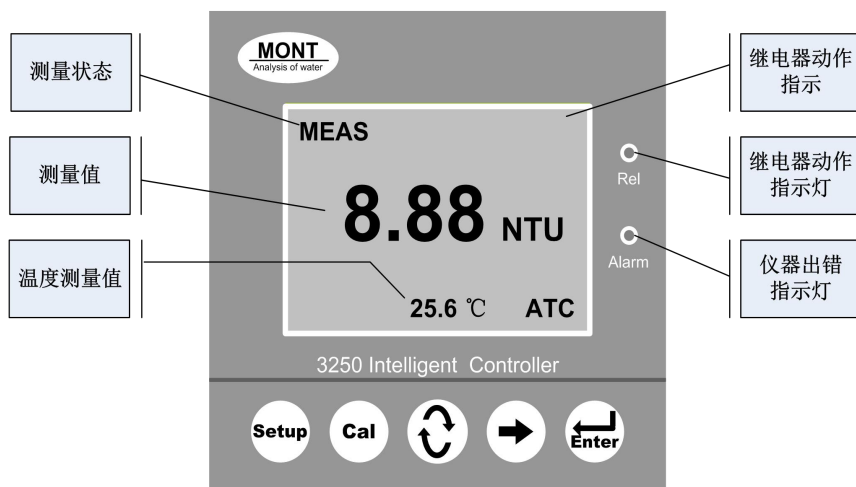 测量状态
测量值
温度测量值
MONT
Analysis of water
MEAS
8.88 NTU
25.6 ℃ ATC
Rel
Alarm
3250 Intelligent Controller
Setup
Cal
Enter
继电器动作
指示
继电器动作
指示灯
仪器出错
指示灯